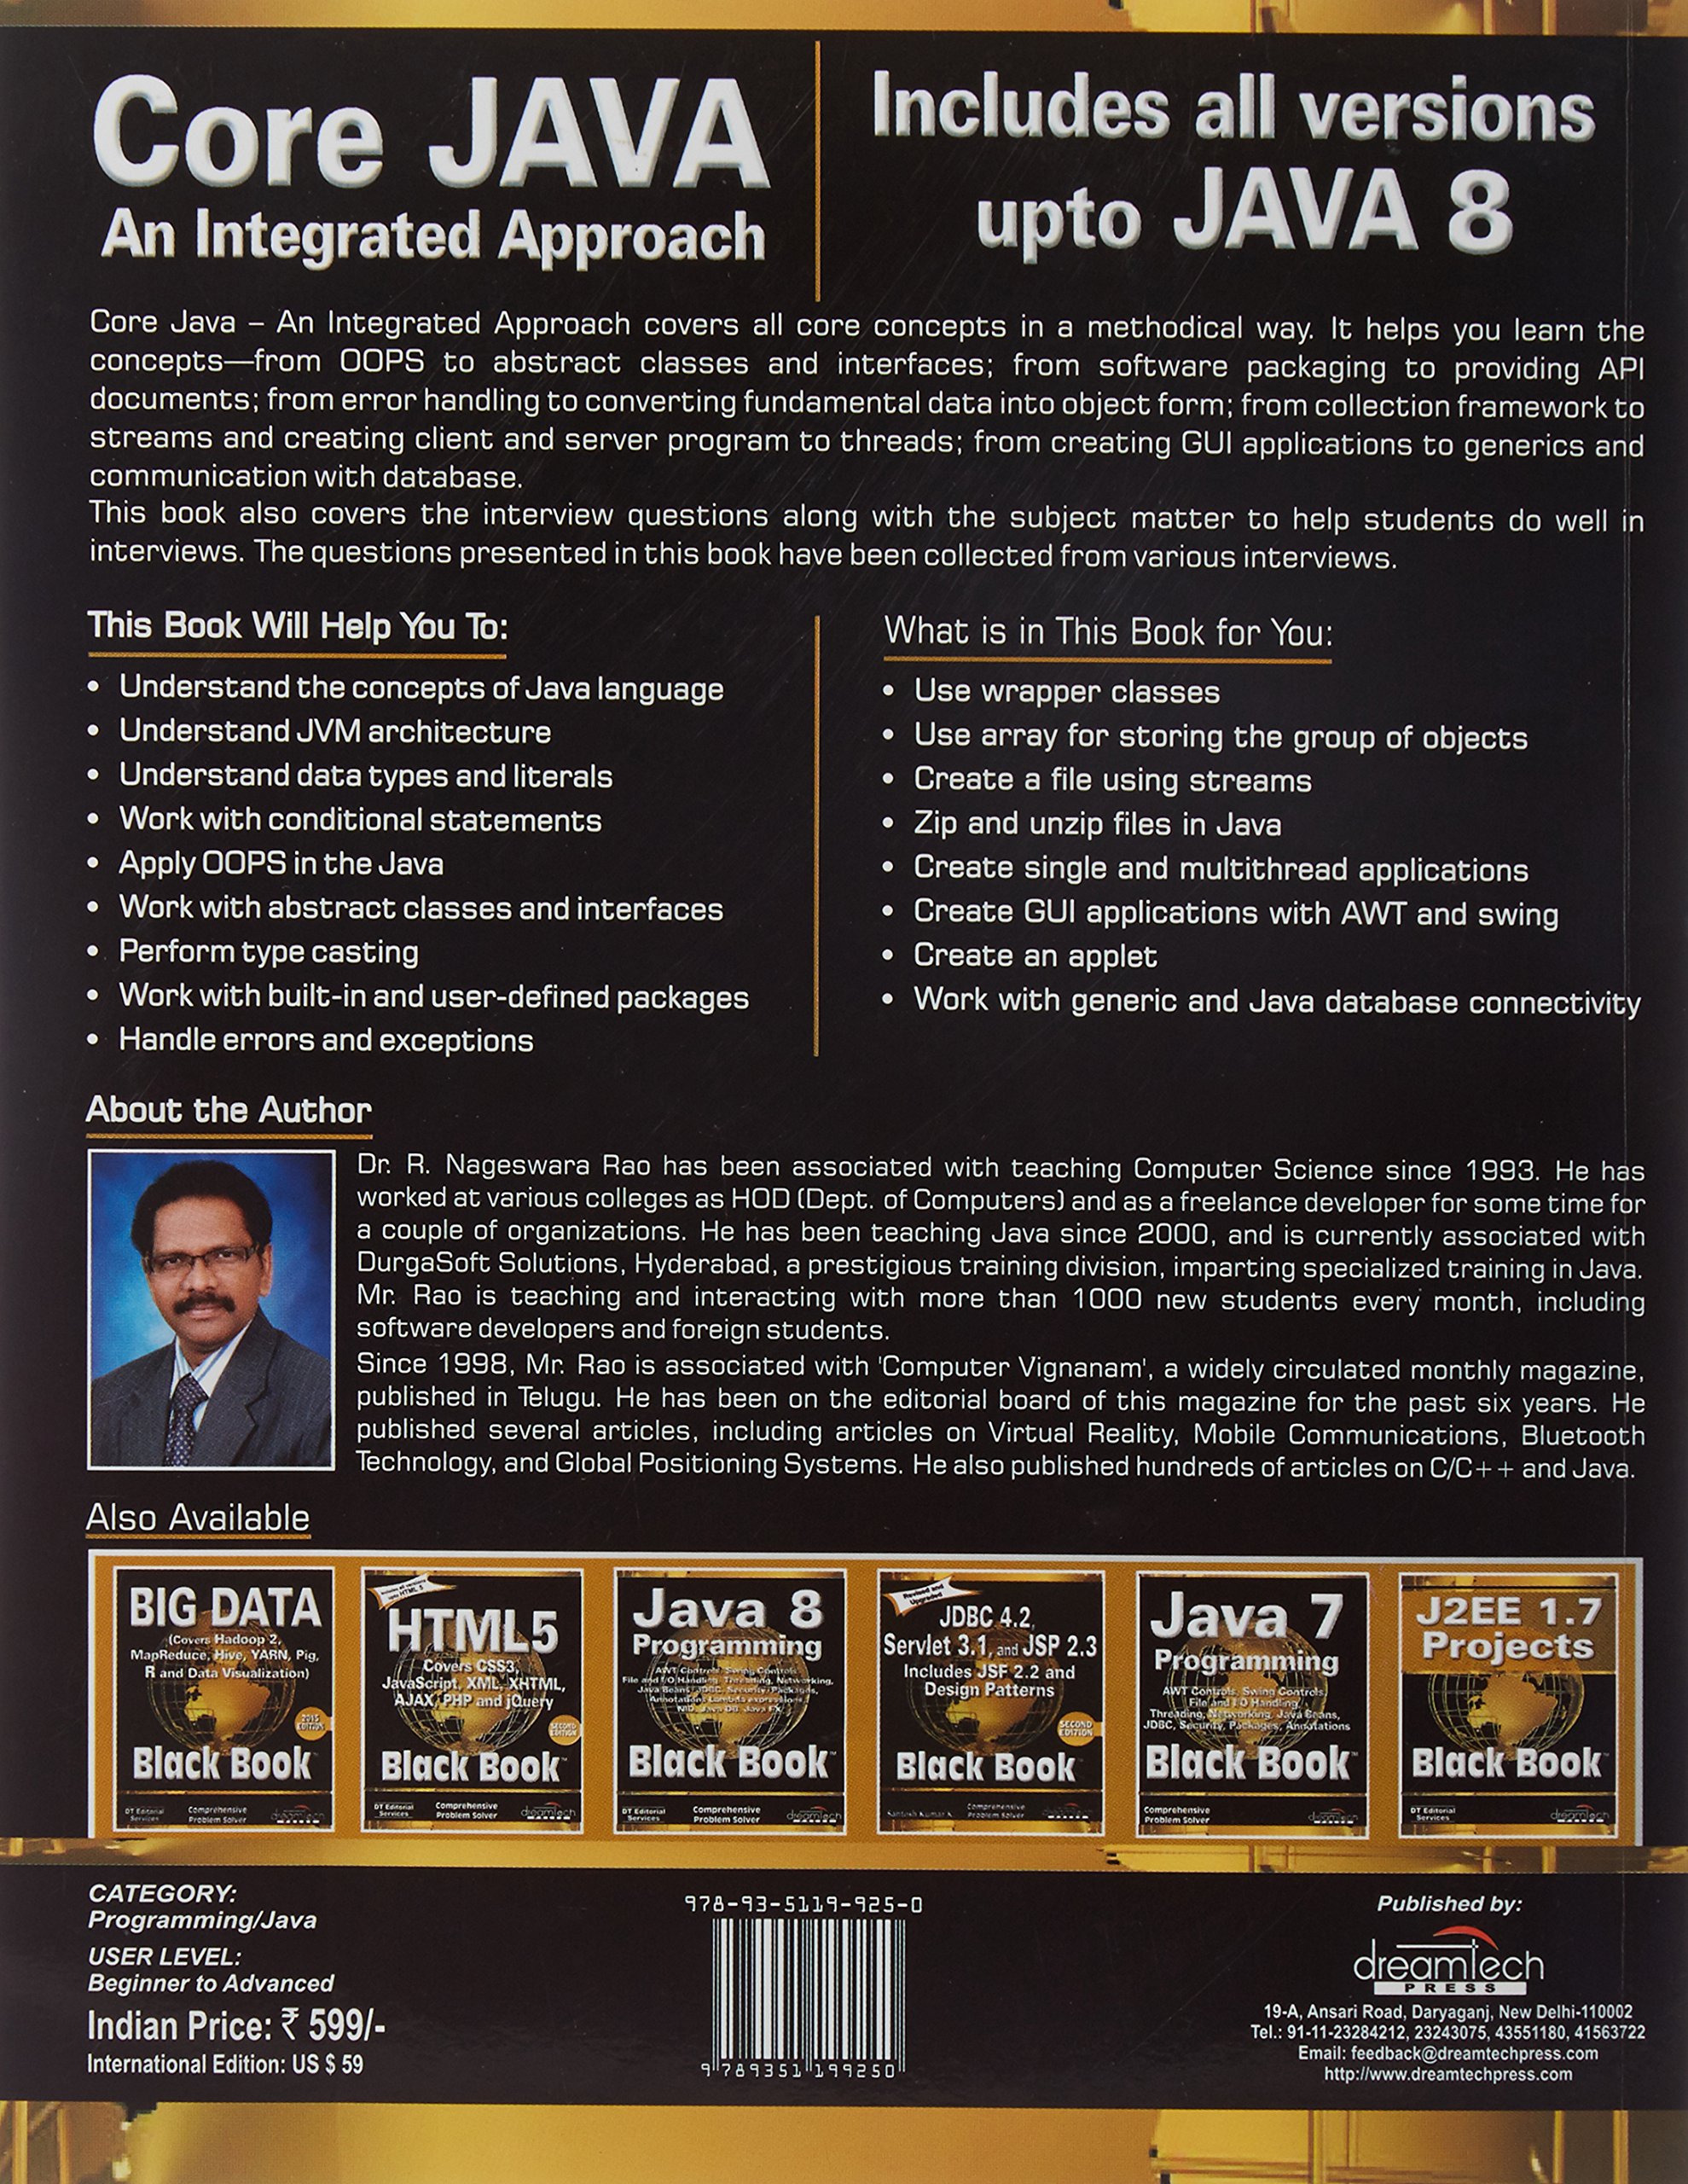 Core JAVA
An Integrated Approach
Includes all versions
upto JAVA 8
Core Java – An Integrated Approach covers all core concepts in a methodical way. It helps you learn the
concepts—from OOPS to abstract classes and interfaces; from software packaging to providing API
documents; from error handling to converting fundamental data into object form; from collection framework to
streams and creating client and server program to threads; from creating GUI applications to generics and
communication with database.
This book also covers the interview questions along with the subject matter to help students do well in
interviews. The questions presented in this book have been collected from various interviews.
This Book Will Help You To:
• Understand the concepts of Java language
• Understand JVM architecture
• Understand data types and literals
• Work with conditional statements
• Apply OOPS in the Java
• Work with abstract classes and interfaces
• Perform type casting
• Work with built-in and user-defined packages
• Handle errors and exceptions
What is in This Book for You:
• Use wrapper classes
• Use array for storing the group of objects
• Create a file using streams
• Zip and unzip files in Java
• Create single and multithread applications
• Create GUI applications with AWT and swing
• Create an applet
• Work with generic and Java database connectivity
About the Author
Dr. R. Nageswara Rao has been associated with teaching Computer Science since 1993. He has
worked at various colleges as HOD (Dept. of Computers) and as a freelance developer for some time for
a couple of organizations. He has been teaching Java since 2000, and is currently associated with
DurgaSoft Solutions, Hyderabad, a prestigious training division, imparting specialized training in Java.
Mr. Rao is teaching and interacting with more than 1000 new students every month, including
software developers and foreign students.
Since 1998, Mr. Rao is associated with 'Computer Vignanam', a widely circulated monthly magazine,
published in Telugu. He has been on the editorial board of this magazine for the past six years. He
published several articles, including articles on Virtual Reality, Mobile Communications, Bluetooth
Technology, and Global Positioning Systems. He also published hundreds of articles on C/C++ and Java.
Also Available
BIG DATA
(Covers Hadoop 2,
MapReduce, Hive, YARN, Pig,
R and Data Visualization)
2015
EDITION
Black Book
DT Editorial
Services
Comprehensive
Problem Solver
dreamtech
Includes all versions
upto HTML 5
HTML5
Covers CSS3,
JavaScript, XML, XHTML,
AJAX, PHP and jQuery
SECOND
EDITION
Black Book™
DT Editorial
Services
Comprehensive
Problem Solver
dreamtech
Java 8
Programming
AWT Controls, Swing Controls,
File and I/O Handling, Threading, Networking,
Java Beans, JDBC, Security, Packages,
Annotations, Lambda expressions,
Black Book™
DT Editorial
Services
Comprehensive
Problem Solver
dreamtech
Revised and
Upgraded
JDBC 4.2,
Servlet 3.1, and JSP 2.3
Includes JSF 2.2 and
Design Patterns
SECOND
EDITION
Black Book™
Santosh Kumar K.
Comprehensive
Problem Solver
dreamtech
Java 7
Programming
AWT Controls, Swing Controls,
File and I/O Handling,
Threading, Networking, Java Beans,
JDBC, Security, Packages, Annotations
Black Book™
Comprehensive
Problem Solver
dreamtech
J2EE 1.7
Projects
Black Book™
DT Editorial
Services
dreamtech
CATEGORY:
Programming/Java
USER LEVEL:
Beginner to Advanced
Indian Price: ₹ 599/-
International Edition: US $ 59
978-93-5119-925-0
9 789351 199250
Published by:
dreamtech
PRESS
19-A, Ansari Road, Daryaganj, New Delhi-110002
Tel.: 91-11-23284212, 23243075, 43551180, 41563722
Email: feedback@dreamtechpress.com
http://www.dreamtechpress.com